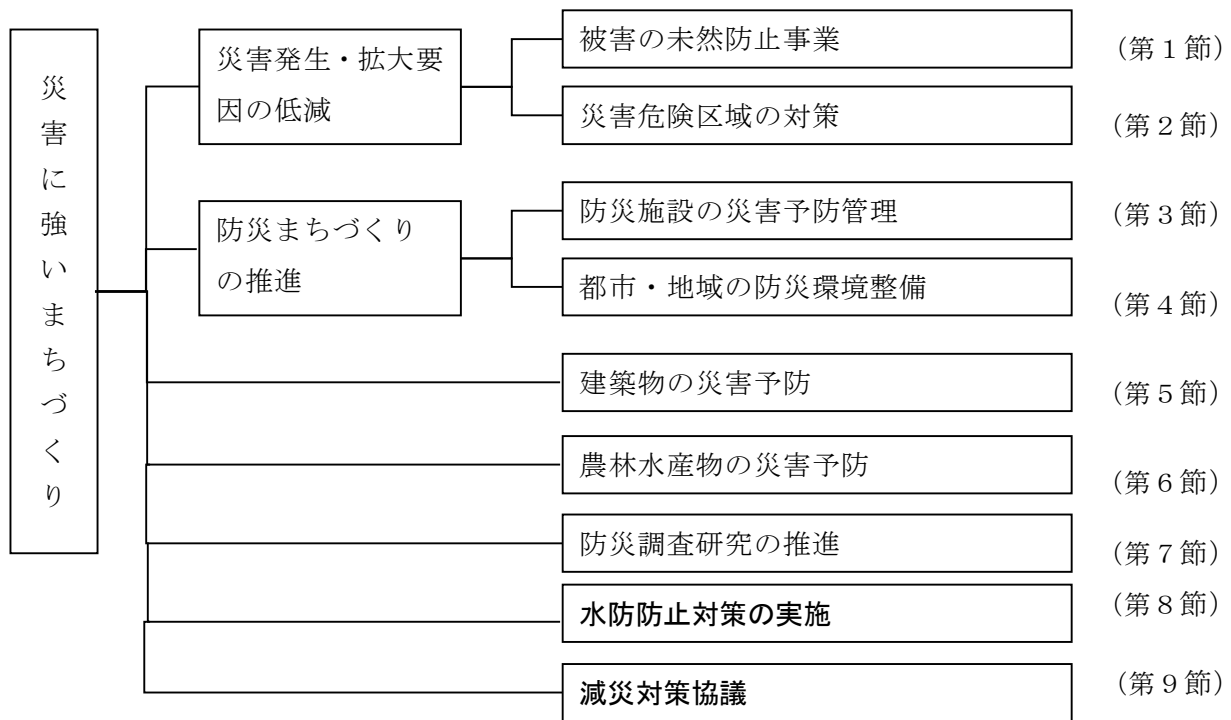 災害に強いまちづくり
災害発生・拡大要
因の低減
被害の未然防止事業
(第1節)
災害危険区域の対策
(第2節)
防災まちづくり
の推進
防災施設の災害予防管理
(第3節)
都市・地域の防災環境整備
(第4節)
建築物の災害予防
(第5節)
農林水産物の災害予防
(第6節)
防災調査研究の推進
(第7節)
水防防止対策の実施
(第8節)
減災対策協議
(第9節)